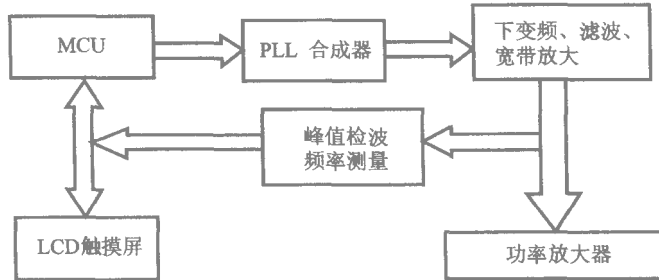 MCU
PLL 合成器
下变频、滤波、
宽带放大
峰值检波
频率测量
LCD触摸屏
功率放大器